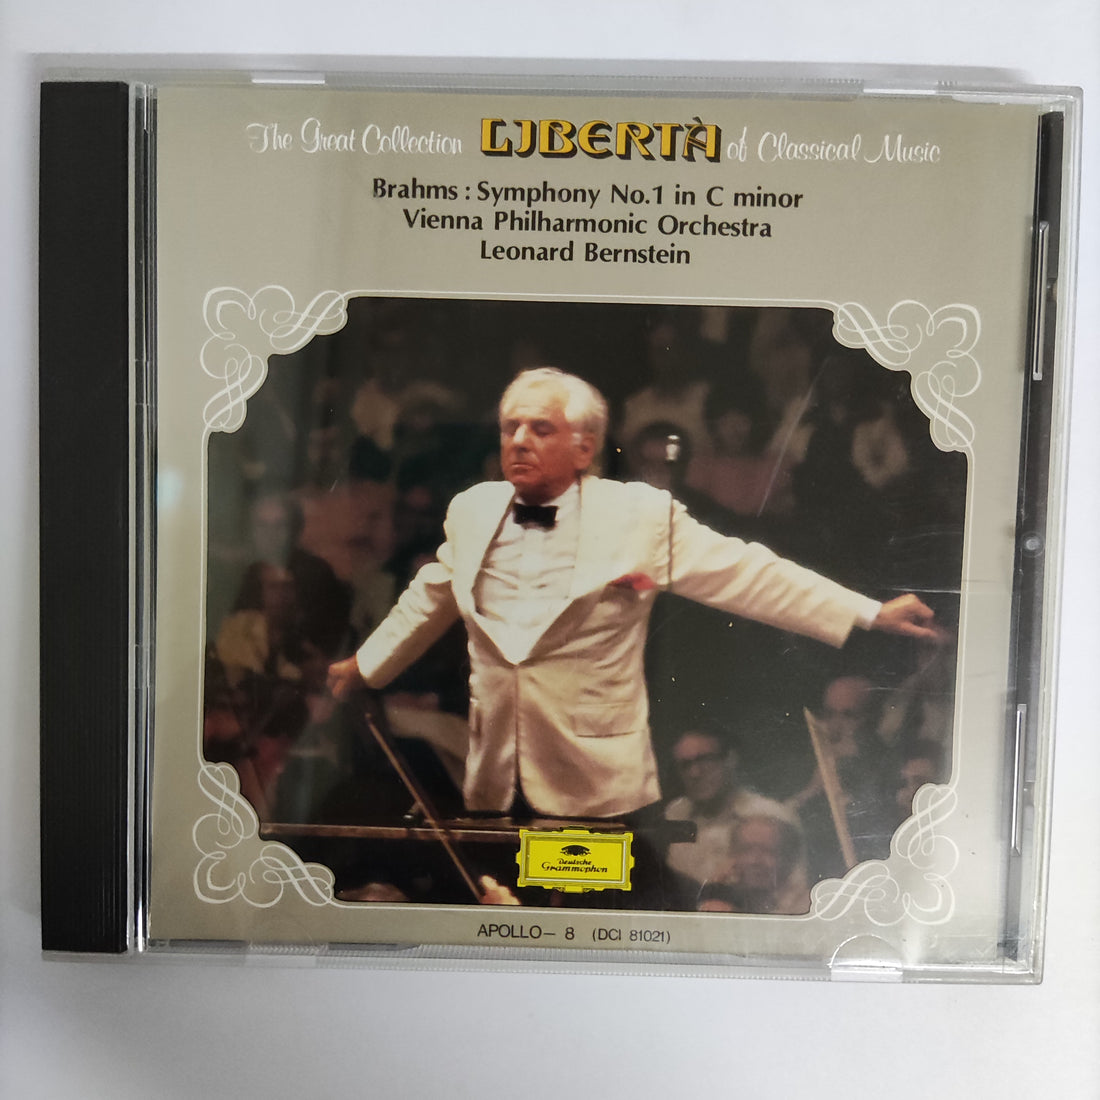 The Great Collection LIBERTÀ of Classical Music
Brahms : Symphony No.1 in C minor
Vienna Philharmonic Orchestra
Leonard Bernstein
Deutsche
Grammophon
APOLLO– 8 (DCI 81021)